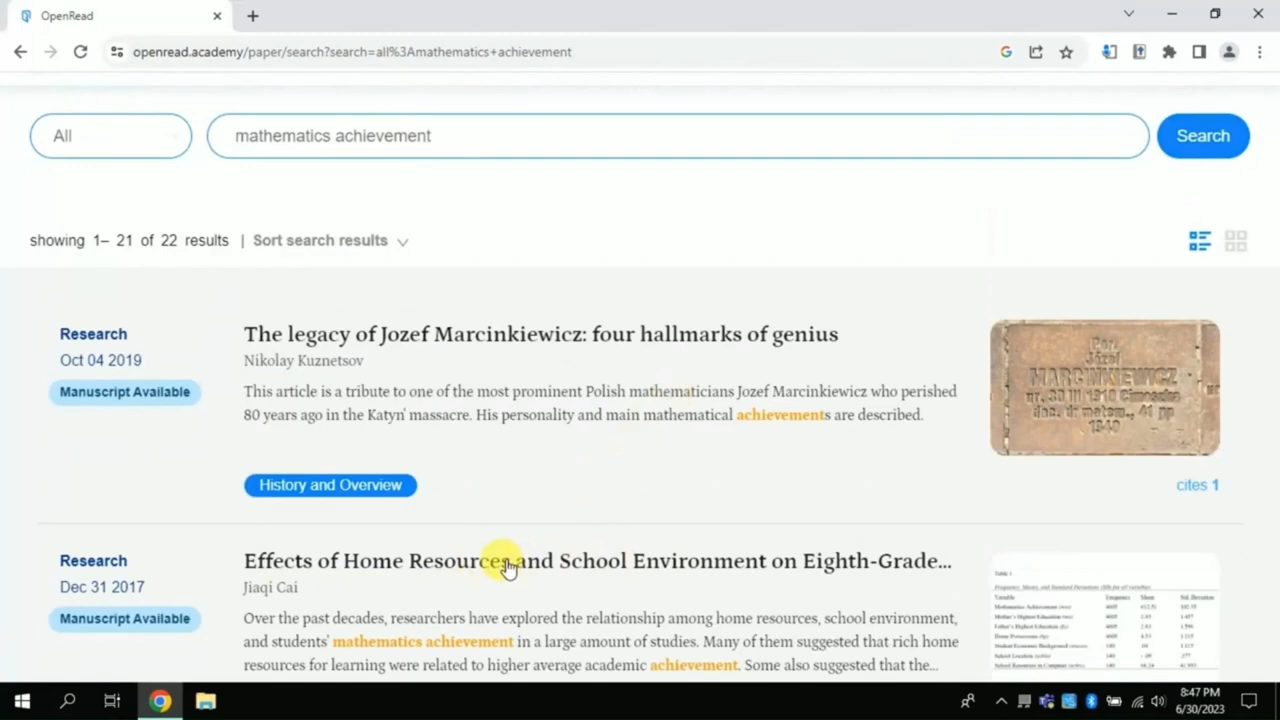 OpenRead
openread.academy/paper/search?search=all%3Amathematics+achievement
All
mathematics achievement
Search
showing 1– 21 of 22 results | Sort search results
Research
Oct 04 2019
Manuscript Available
The legacy of Jozef Marcinkiewicz: four hallmarks of genius
Nikolay Kuznetsov
This article is a tribute to one of the most prominent Polish mathematicians Jozef Marcinkiewicz who perished
80 years ago in the Katyn' massacre. His personality and main mathematical achievements are described.
History and Overview
Por.
Józef
MARCINKIEWICZ
cites 1
Research
Dec 31 2017
Manuscript Available
Effects of Home Resources and School Environment on Eighth-Grade...
Jiaqi Cai
Over the past decades, researchers have explored the relationship among home resources, school environment,
and students' mathematics achievement in a large amount of studies. Many of them suggested that rich home
resources for learning were related to higher average academic achievement. Some also suggested that the...
Table 1
8:47 PM
6/30/2023